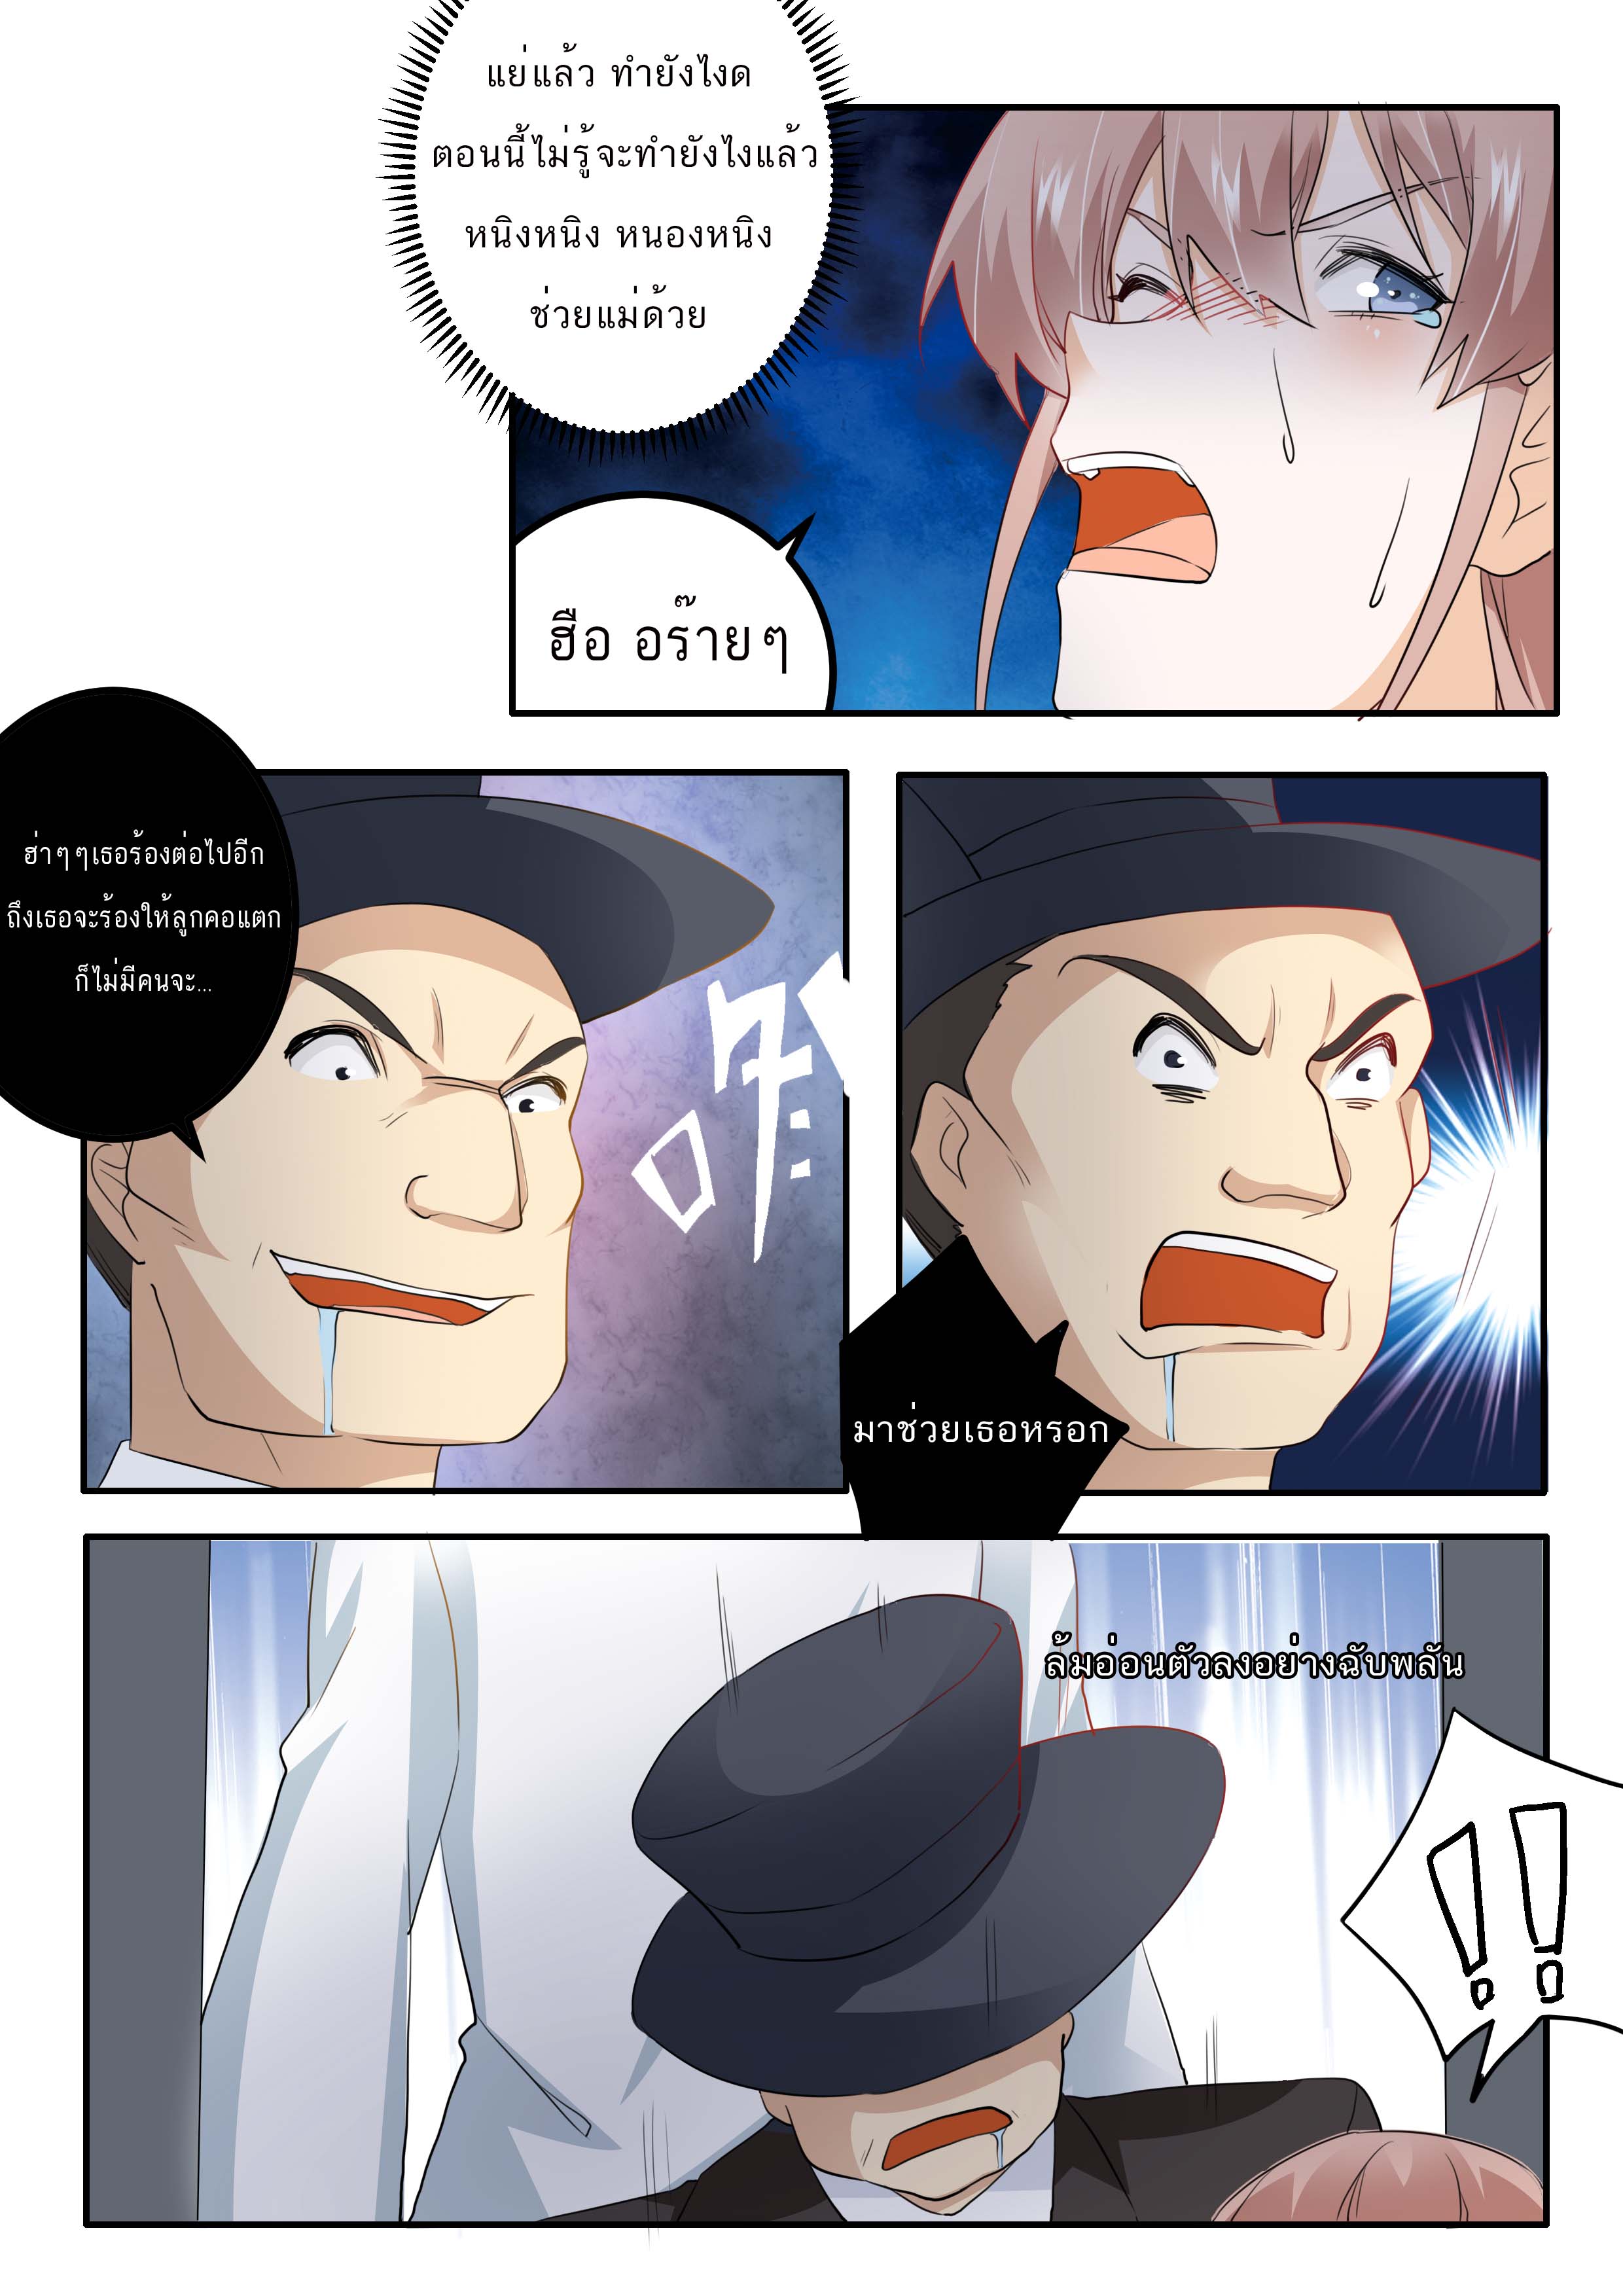 แย่แล้ว ทำยังไงด
ตอนนี้ไม่รู้จะทำยังไงแล้ว
หนิงหนิง หนองหนิง
ช่วยแม่ด้วย
ฮือ อร๊ายๆ
ฮ่าๆๆเธอร้องต่อไปอีก
ถึงเธอจะร้องให้ลูกคอแตก
ก็ไม่มีคนจะ...
咋
มาช่วยเธอหรอก
ล้มอ่อนตัวลงอย่างฉับพลัน
!!